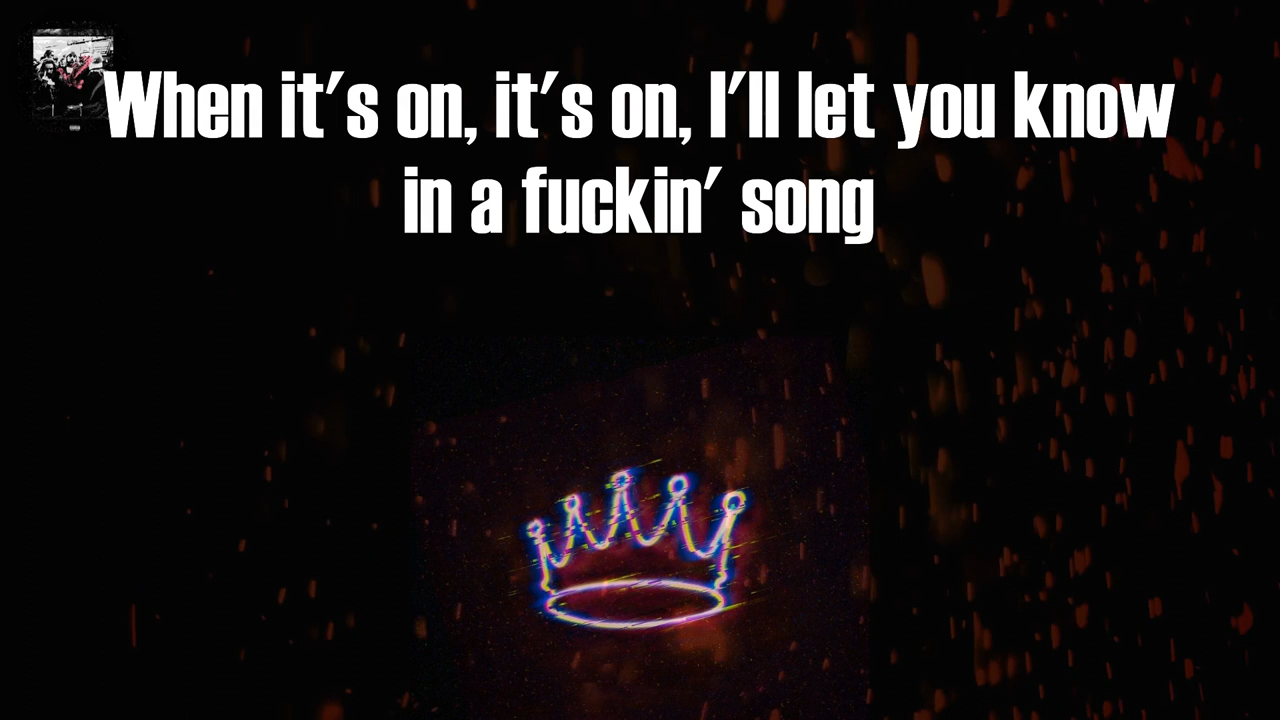 When it's on, it's on, I'll let you know
in a fuckin' song